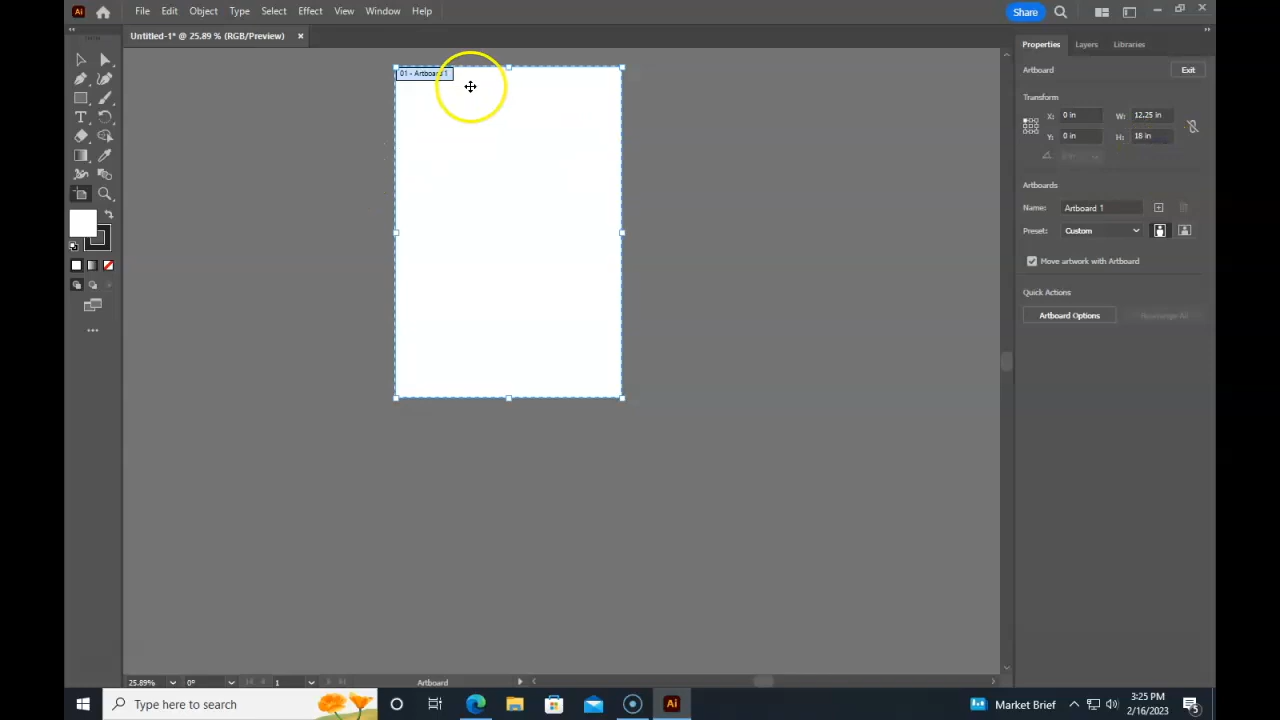 Ai File Edit Object Type Select Effect View Window Help Share
Untitled-1* @ 25.89 % (RGB/Preview) ×
01 - Artboard 1
Properties Layers Libraries
Artboard Exit
Transform
X: 0 in W: 12.25 in
Y: 0 in H: 18 in
Artboards
Name: Artboard 1
Preset: Custom
Move artwork with Artboard
Quick Actions
Artboard Options Rearrange All
25.89% 0° 1 Artboard
Type here to search Ai Market Brief 3:25 PM
2/16/2023